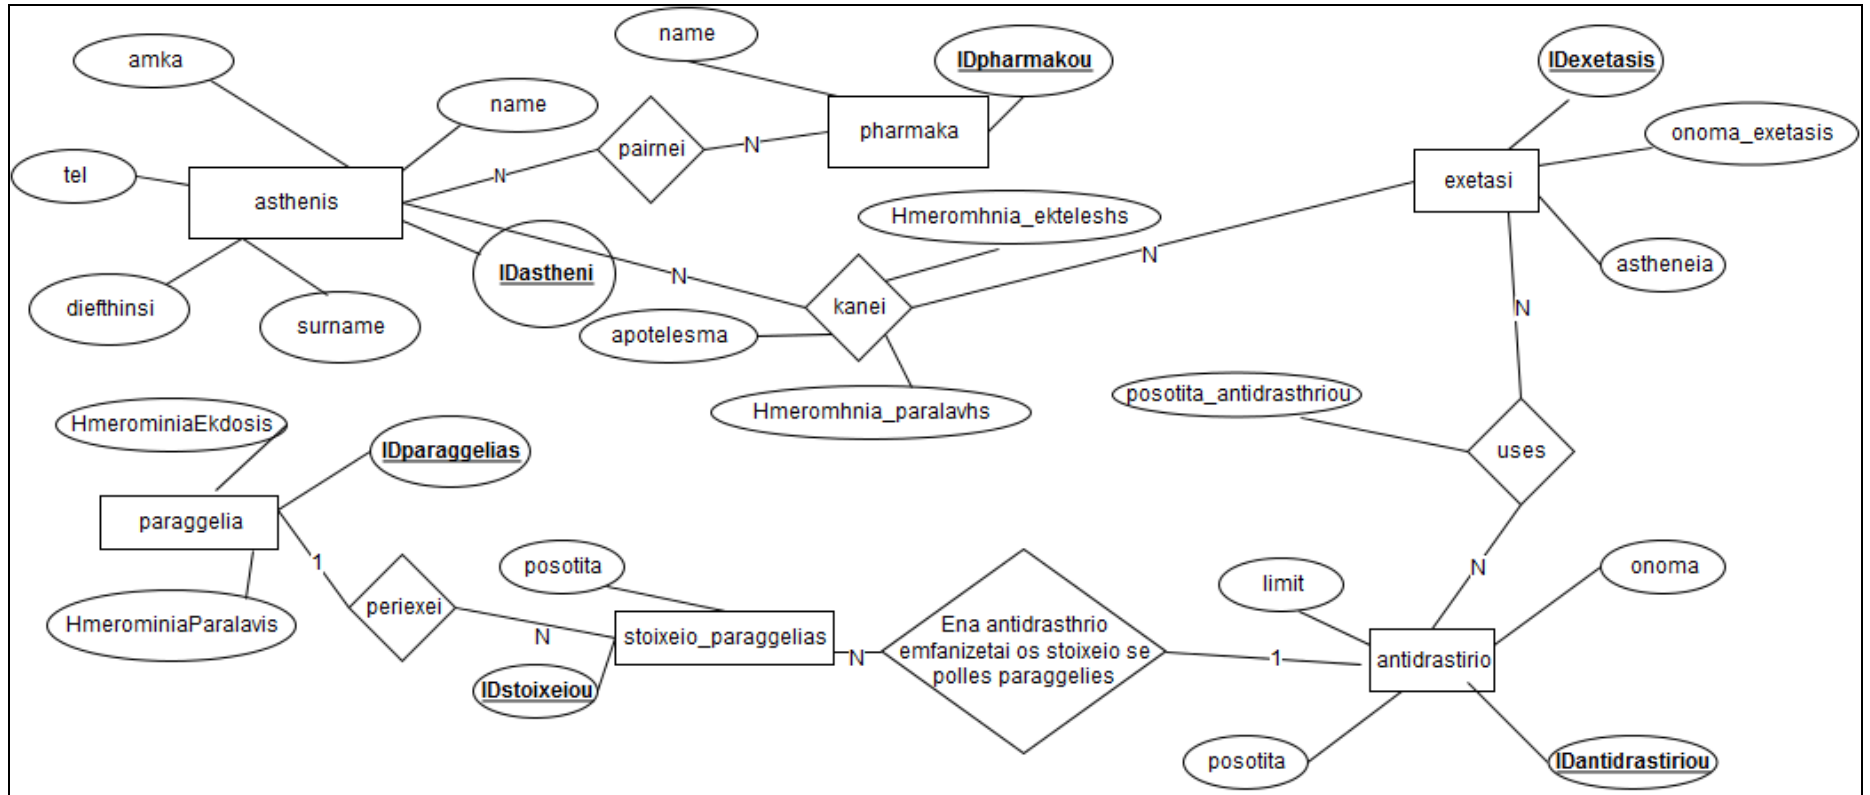 name
IDpharmakou
IDexetasis
amka
name
pharmaka
onoma_exetasis
pairnei
N
tel
N
exetasi
asthenis
Hmeromhnia_ekteleshs
N
IDastheni
N
astheneia
diefthinsi
kanei
N
surname
apotelesma
posotita_antidrasthriou
Hmeromhnia_paralavhs
HmerominiaEkdosis
IDparaggelias
uses
paraggelia
1
posotita
N
onoma
limit
periexei
HmerominiaParalavis
N
stoixeio_paraggelias
Ena antidrasthrio
emfanizetai os stoixeio se
polles paraggelies
N
1
antidrastirio
IDstoixeiou
posotita
IDantidrastiriou